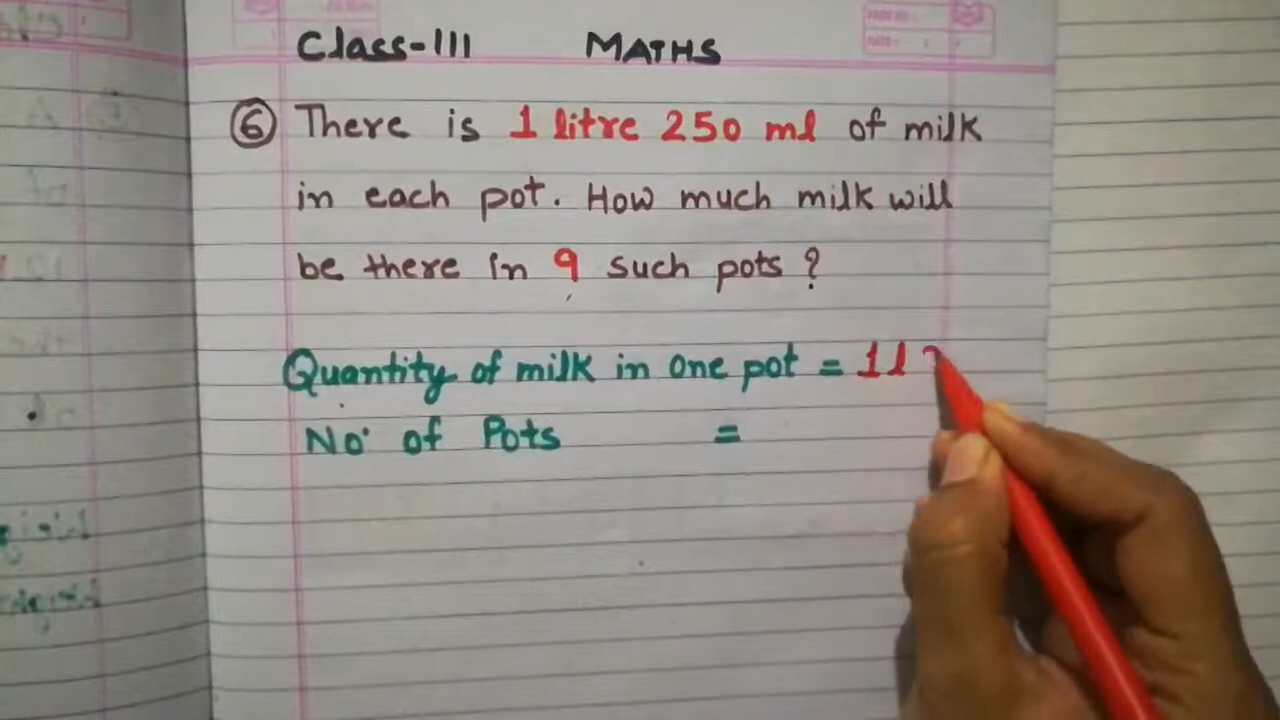 Class-III MATHS
6 There is 1 litre 250 ml of milk
in each pot. How much milk will
be there in 9 such pots ?
Quantity of milk in one pot = 1l
No. of Pots =